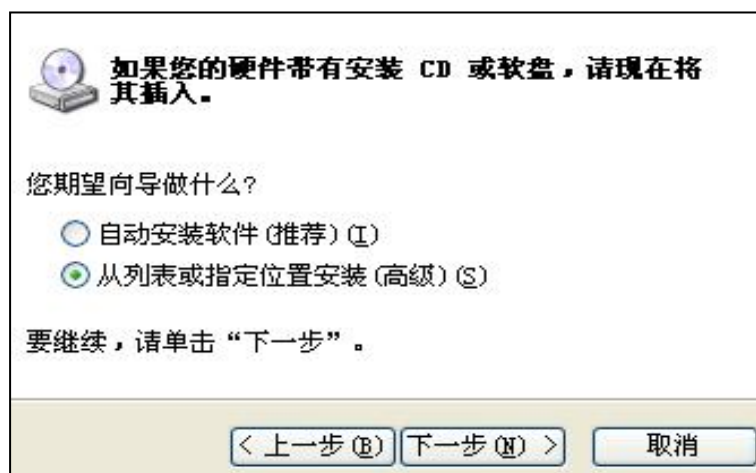 如果您的硬件带有安装 CD 或软盘，请现在将
其插入。
您期望向导做什么?
自动安装软件(推荐)(I)
从列表或指定位置安装(高级)(S)
要继续，请单击“下一步”。
< 上一步(B) 下一步(N) > 取消